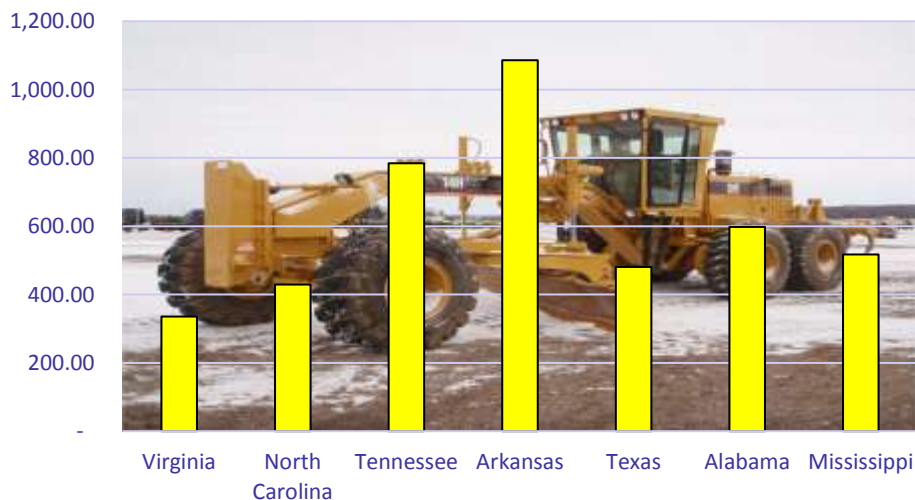 1,200.00
1,000.00
800.00
600.00
400.00
200.00
-
Virginia
North
Carolina
Tennessee
Arkansas
Texas
Alabama
Mississippi